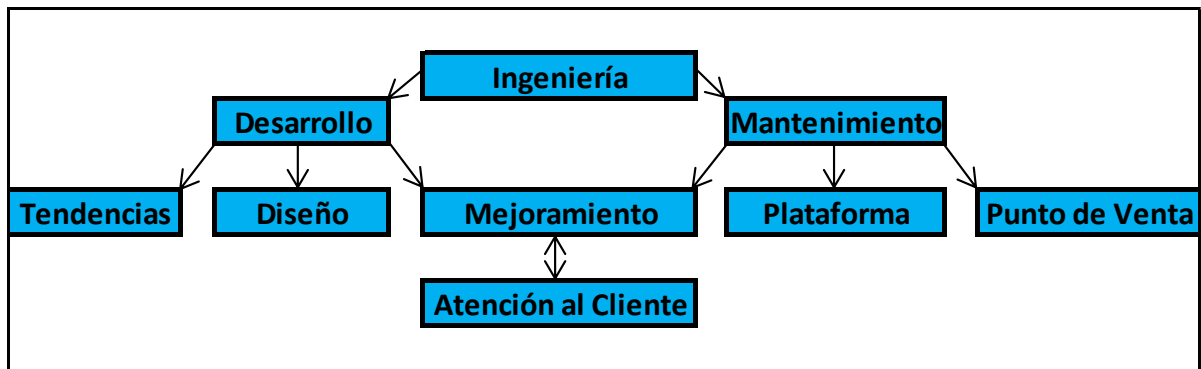 Ingeniería
Desarrollo
Mantenimiento
Tendencias
Diseño
Mejoramiento
Plataforma
Punto de Venta
Atención al Cliente